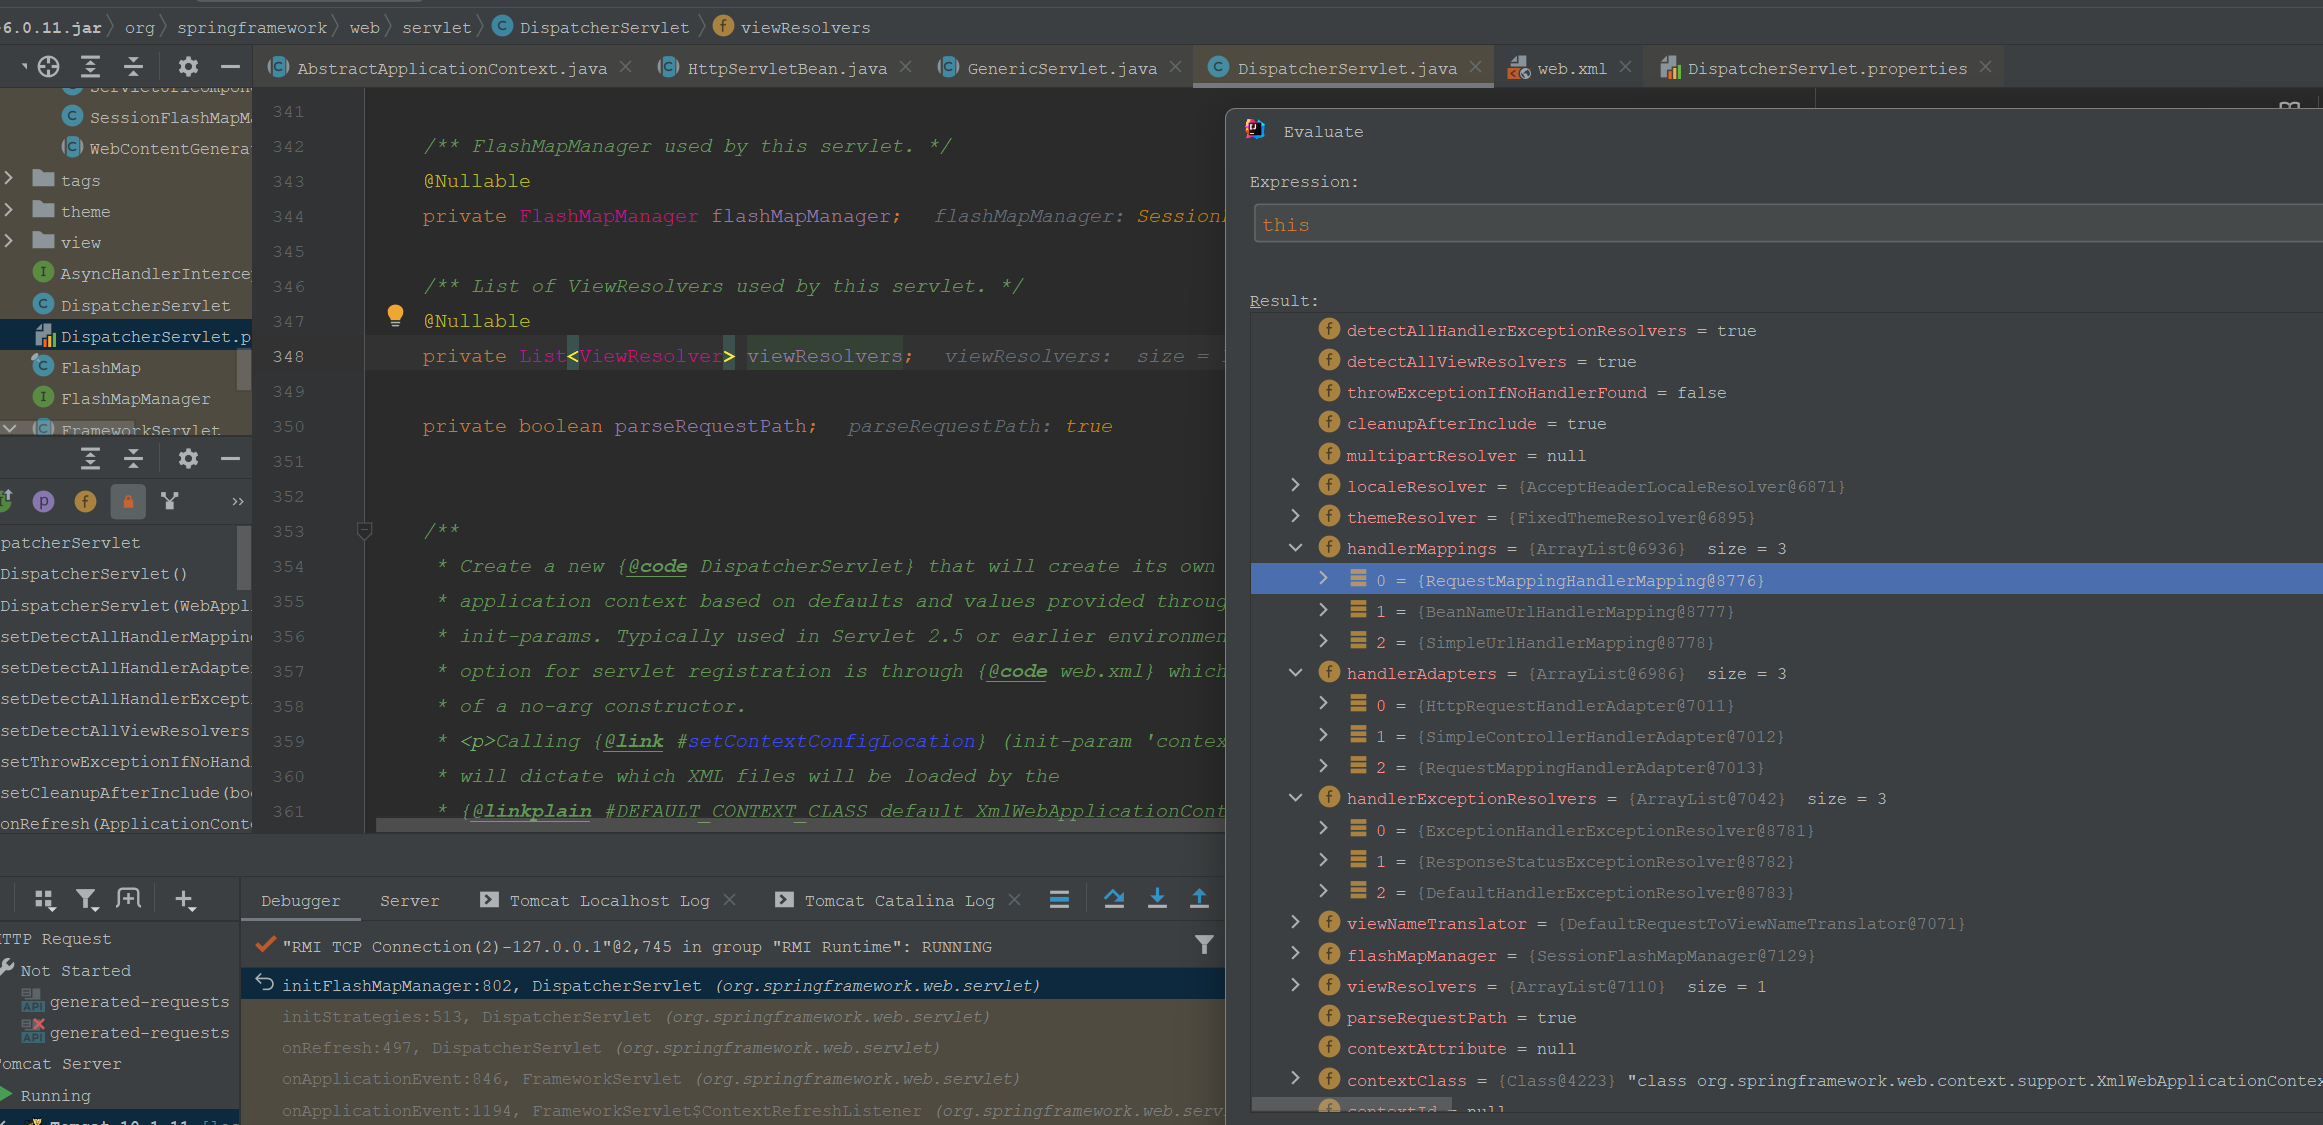 -6.0.11.jar org springframework web servlet DispatcherServlet viewResolvers
AbstractApplicationContext.java HttpServletBean.java GenericServlet.java DispatcherServlet.java web.xml DispatcherServlet.properties
SessionFlashMapMa
WebContentGenerat
tags
theme
view
AsyncHandlerIntercep
DispatcherServlet
DispatcherServlet.p
FlashMap
FlashMapManager
FrameworkServlet
patcherServlet
DispatcherServlet()
DispatcherServlet(WebAppl
setDetectAllHandlerMapping
setDetectAllHandlerAdapte
setDetectAllHandlerExcept
setDetectAllViewResolvers
setThrowExceptionIfNoHand
setCleanupAfterInclude(boo
onRefresh(ApplicationConte
341
342 /** FlashMapManager used by this servlet. */
343 @Nullable
344 private FlashMapManager flashMapManager; flashMapManager: Session
345
346 /** List of ViewResolvers used by this servlet. */
347 @Nullable
348 private List<ViewResolver> viewResolvers; viewResolvers: size =
349
350 private boolean parseRequestPath; parseRequestPath: true
351
352
353 /**
354 * Create a new {@code DispatcherServlet} that will create its own
355 * application context based on defaults and values provided throug
356 * init-params. Typically used in Servlet 2.5 or earlier environmen
357 * option for servlet registration is through {@code web.xml} which
358 * of a no-arg constructor.
359 * <p>Calling {@link #setContextConfigLocation} (init-param 'contex
360 * will dictate which XML files will be loaded by the
361 * {@linkplain #DEFAULT_CONTEXT_CLASS default XmlWebApplicationCont
Evaluate
Expression:
this
Result:
detectAllHandlerExceptionResolvers = true
detectAllViewResolvers = true
throwExceptionIfNoHandlerFound = false
cleanupAfterInclude = true
multipartResolver = null
localeResolver = {AcceptHeaderLocaleResolver@6871}
themeResolver = {FixedThemeResolver@6895}
handlerMappings = {ArrayList@6936} size = 3
0 = {RequestMappingHandlerMapping@8776}
1 = {BeanNameUrlHandlerMapping@8777}
2 = {SimpleUrlHandlerMapping@8778}
handlerAdapters = {ArrayList@6986} size = 3
0 = {HttpRequestHandlerAdapter@7011}
1 = {SimpleControllerHandlerAdapter@7012}
2 = {RequestMappingHandlerAdapter@7013}
handlerExceptionResolvers = {ArrayList@7042} size = 3
0 = {ExceptionHandlerExceptionResolver@8781}
1 = {ResponseStatusExceptionResolver@8782}
2 = {DefaultHandlerExceptionResolver@8783}
viewNameTranslator = {DefaultRequestToViewNameTranslator@7071}
flashMapManager = {SessionFlashMapManager@7129}
viewResolvers = {ArrayList@7110} size = 1
parseRequestPath = true
contextAttribute = null
contextClass = {Class@4223} "class org.springframework.web.context.support.XmlWebApplicationContex
contextId = null
TTP Request
Not Started
generated-requests
generated-requests
Tomcat Server
Running
Tomcat 10.1.11
Debugger Server Tomcat Localhost Log Tomcat Catalina Log
"RMI TCP Connection(2)-127.0.0.1"@2,745 in group "RMI Runtime": RUNNING
initFlashMapManager:802, DispatcherServlet (org.springframework.web.servlet)
initStrategies:513, DispatcherServlet (org.springframework.web.servlet)
onRefresh:497, DispatcherServlet (org.springframework.web.servlet)
onApplicationEvent:846, FrameworkServlet (org.springframework.web.servlet)
onApplicationEvent:1194, FrameworkServlet$ContextRefreshListener (org.springframework.web.serv